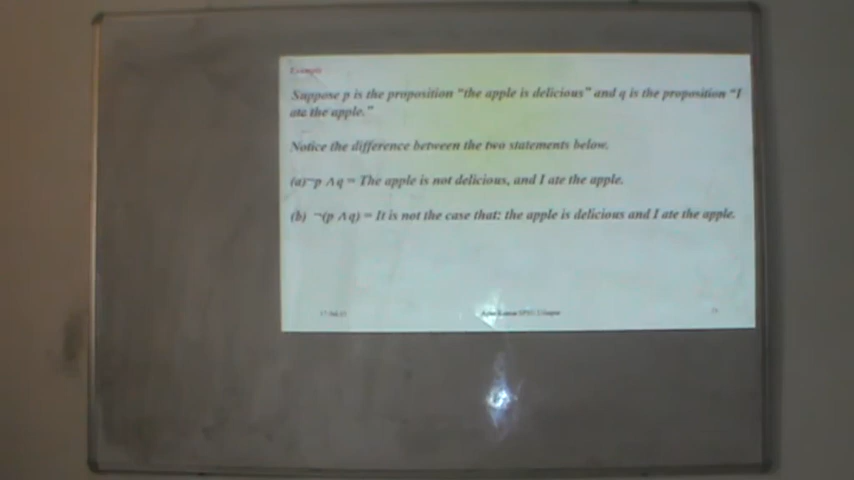 Example
Suppose p is the proposition “the apple is delicious” and q is the proposition “I
ate the apple.”
Notice the difference between the two statements below.
(a)¬p ∧q = The apple is not delicious, and I ate the apple.
(b) ¬(p ∧q) = It is not the case that: the apple is delicious and I ate the apple.
Kumar